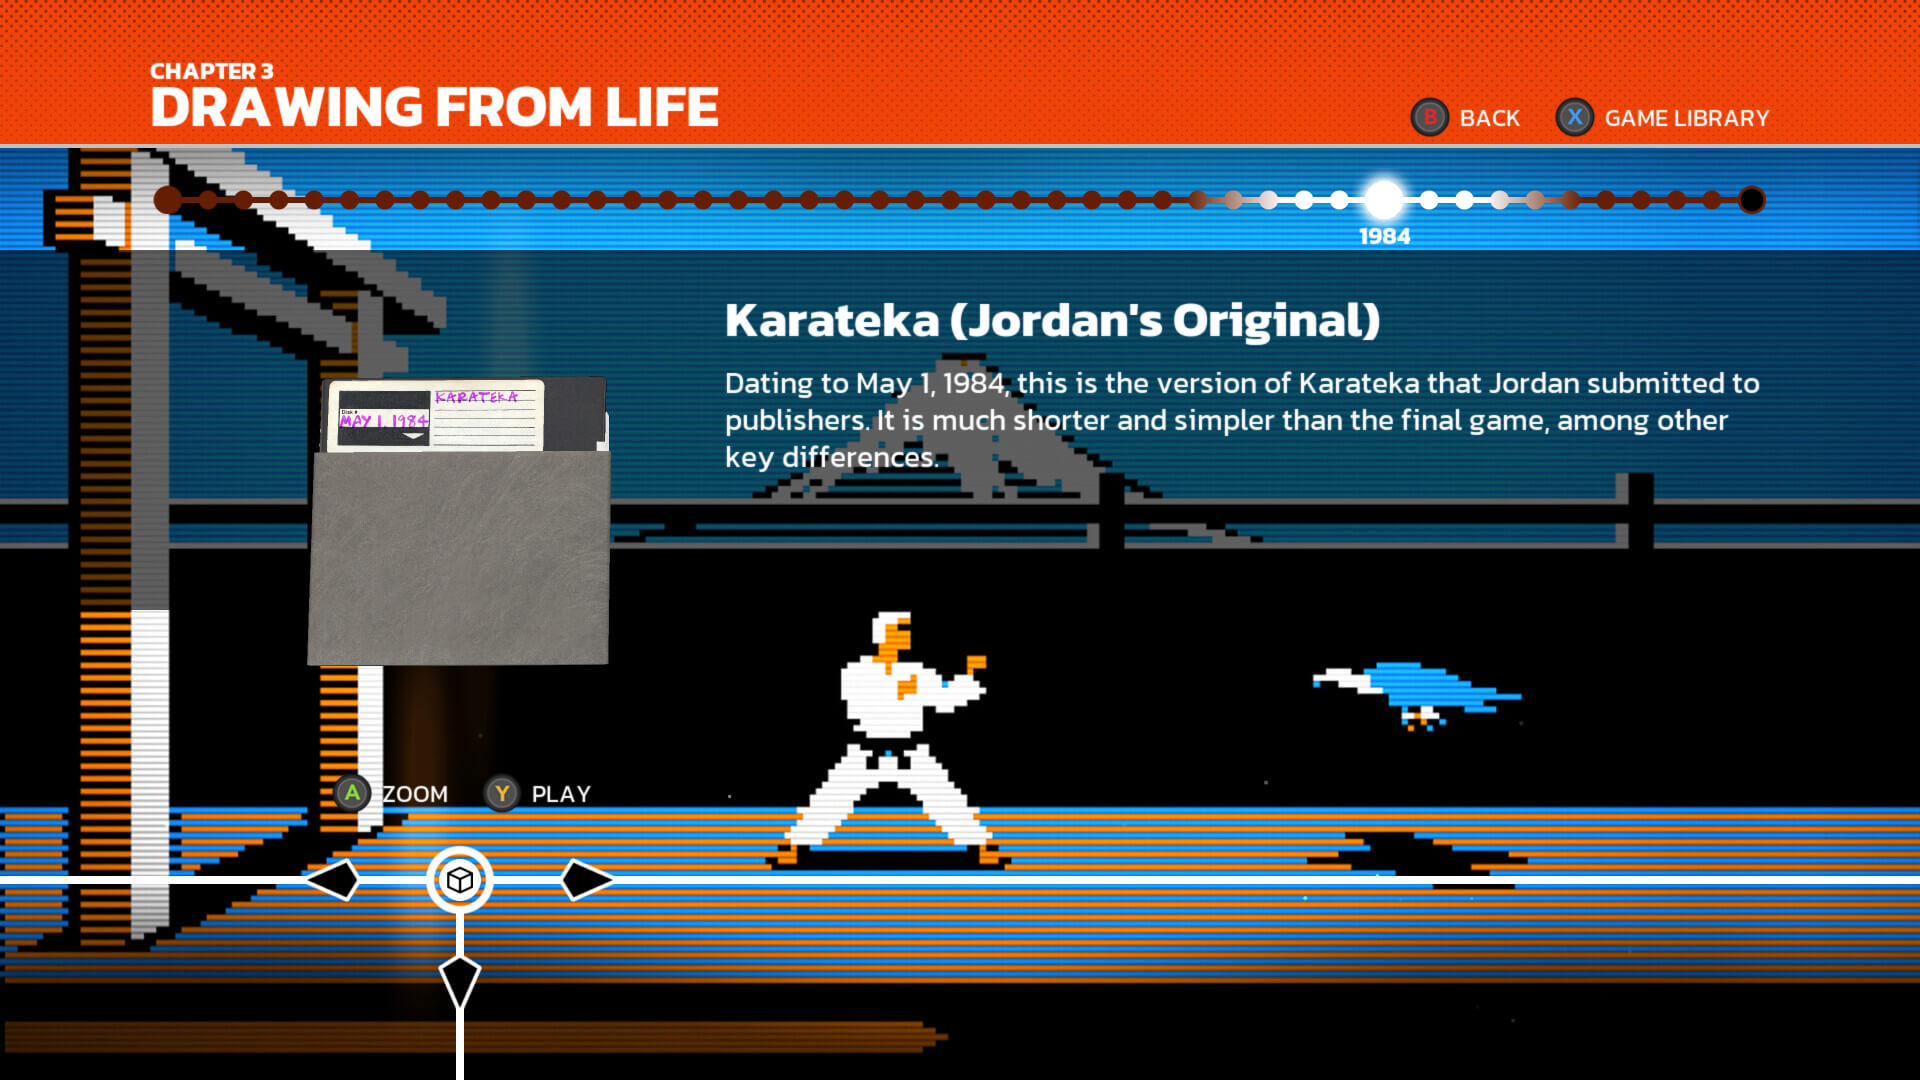 CHAPTER 3
DRAWING FROM LIFE
B BACK
X GAME LIBRARY
1984
Karateka (Jordan's Original)
Dating to May 1, 1984, this is the version of Karateka that Jordan submitted to
publishers. It is much shorter and simpler than the final game, among other
key differences.
KARATEKA
Disk #
MAY 1, 1984
A ZOOM
Y PLAY